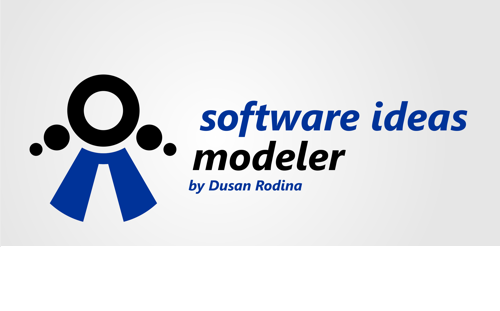 software ideas
modeler
by Dusan Rodina